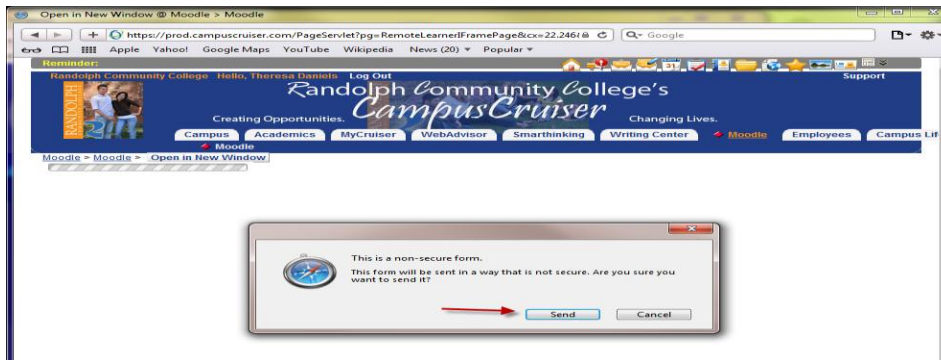 Open in New Window @ Moodle > Moodle
https://prod.campuscruiser.com/PageServlet?pg=RemoteLearnerIFramePage&cx=22.246
Google
Apple Yahoo! Google Maps YouTube Wikipedia News (20) Popular
Reminder:
Randolph Community College Hello, Theresa Daniels Log Out
Support
RANDOLPH
Randolph Community College's
CampusCruiser
Creating Opportunities. Changing Lives.
Campus Academics MyCruiser WebAdvisor Smarthinking Writing Center Moodle Employees Campus Lif
Moodle
Moodle > Moodle > Open in New Window
This is a non-secure form.
This form will be sent in a way that is not secure. Are you sure you
want to send it?
Send Cancel